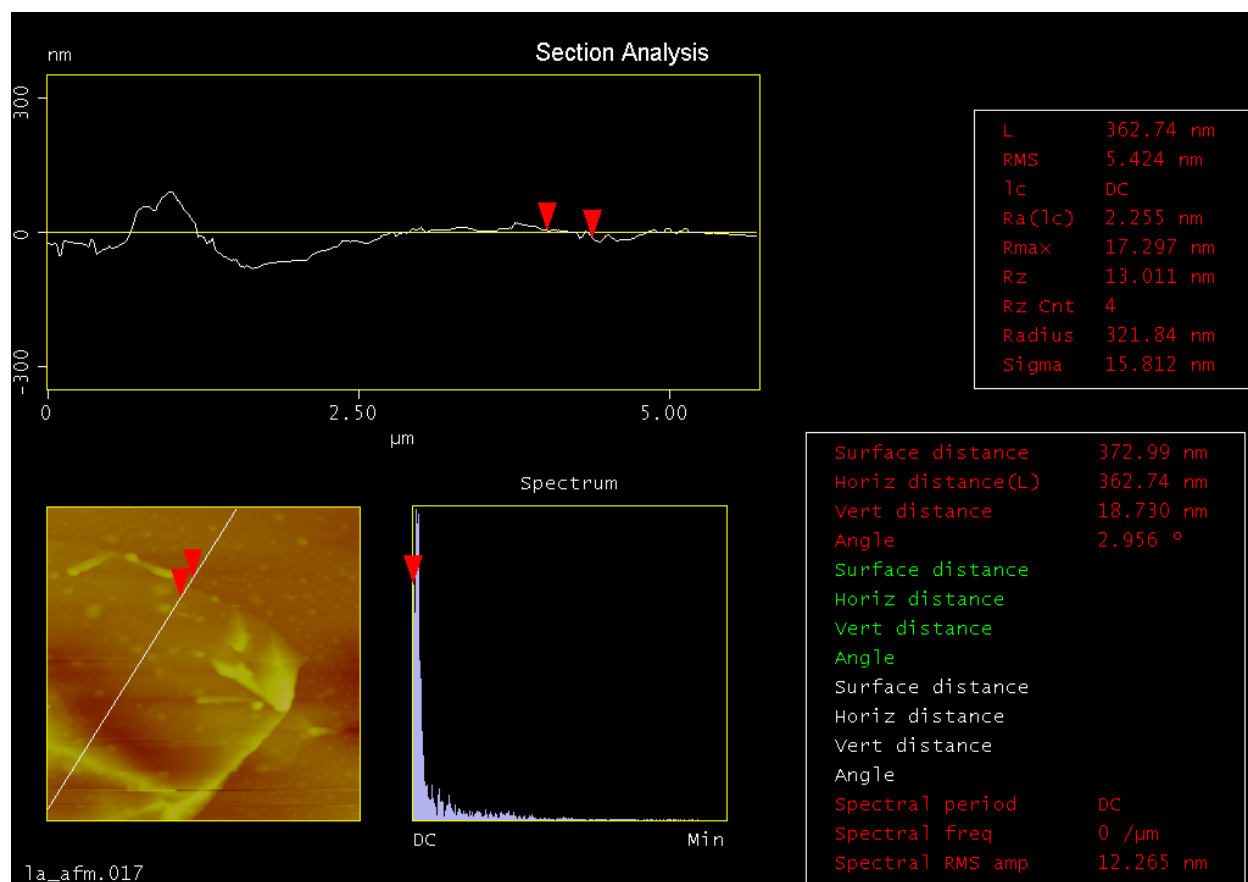 Section Analysis
nm
300
0
-300
0 2.50 5.00
µm
L 362.74 nm
RMS 5.424 nm
lc DC
Ra(lc) 2.255 nm
Rmax 17.297 nm
Rz 13.011 nm
Rz Cnt 4
Radius 321.84 nm
Sigma 15.812 nm
Spectrum
DC Min
Surface distance 372.99 nm
Horiz distance(L) 362.74 nm
Vert distance 18.730 nm
Angle 2.956 º
Surface distance
Horiz distance
Vert distance
Angle
Surface distance
Horiz distance
Vert distance
Angle
Spectral period DC
Spectral freq 0 /µm
Spectral RMS amp 12.265 nm
la_afm.017